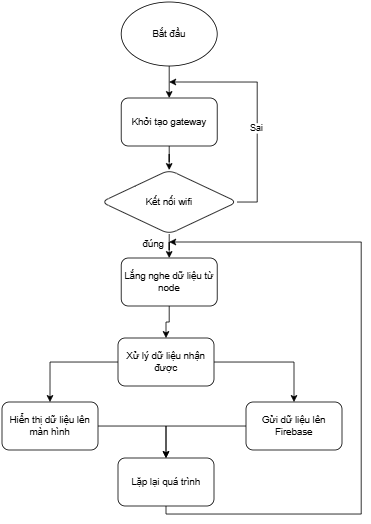 Bắt đầu
Khởi tạo gateway
Sai
Kết nối wifi
đúng
Lắng nghe dữ liệu từ
node
Xử lý dữ liệu nhận
được
Hiển thị dữ liệu lên
màn hình
Gửi dữ liệu lên
Firebase
Lặp lại quá trình